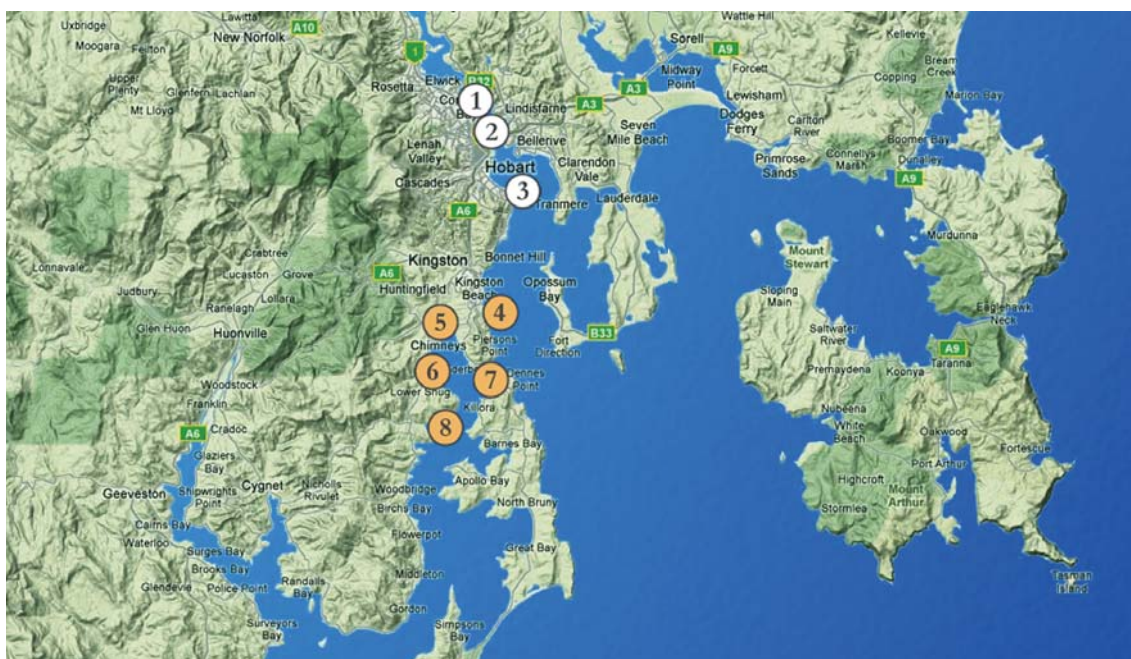 Uxbridge
Moogara
Feilton
Lawitta
New Norfolk
A10
1
Upper
Plenty
Glenfern
Lachlan
Mt Lloyd
Rosetta
Elwick
B32
1
2
Lindisfarne
A3
A3
Sorell
Midway
Point
A9
Wattle Hill
Forcett
Lewisham
Dodges
Ferry
Kellevie
Bream
Creek
Copping
Marion Bay
Carlton
River
Connellys
Marsh
Boomer Bay
Dunalley
A9
Primrose
Sands
Lenah
Valley
Bellerive
Seven
Mile Beach
Hobart
Clarendon
Vale
Cascades
3
Tranmere
Lauderdale
A6
Murdunna
Mount
Stewart
Sloping
Main
Lonnavale
Crabtree
Lucaston
Grove
Judbury
Lollara
Ranelagh
Glen Huon
Huonville
Kingston
A6
Huntingfield
Kingston
Beach
Bonnet Hill
Opossum
Bay
4
5
Chimneys
Piersons
Point
Fort
Direction
B33
6
7
Dennes
Point
Lower Snug
Killora
8
Barnes Bay
Eaglehawk
Neck
Saltwater
River
A9
Taranna
Premaydena
Koonya
Nubeena
White
Beach
Oakwood
Fortescue
Port Arthur
Highcroft
Mount
Arthur
Stormlea
Tasman
Island
Woodstock
Franklin
A6
Cradoc
Glaziers
Bay
Geeveston
Shipwrights
Point
Cygnet
Nicholls
Rivulet
Woodbridge
Birchs Bay
Apollo Bay
North Bruny
Cairns Bay
Waterloo
Surges Bay
Brooks Bay
Flowerpot
Great Bay
Glendevie
Police Point
Randalls
Bay
Middleton
Gordon
Surveyors
Bay
Simpsons
Bay